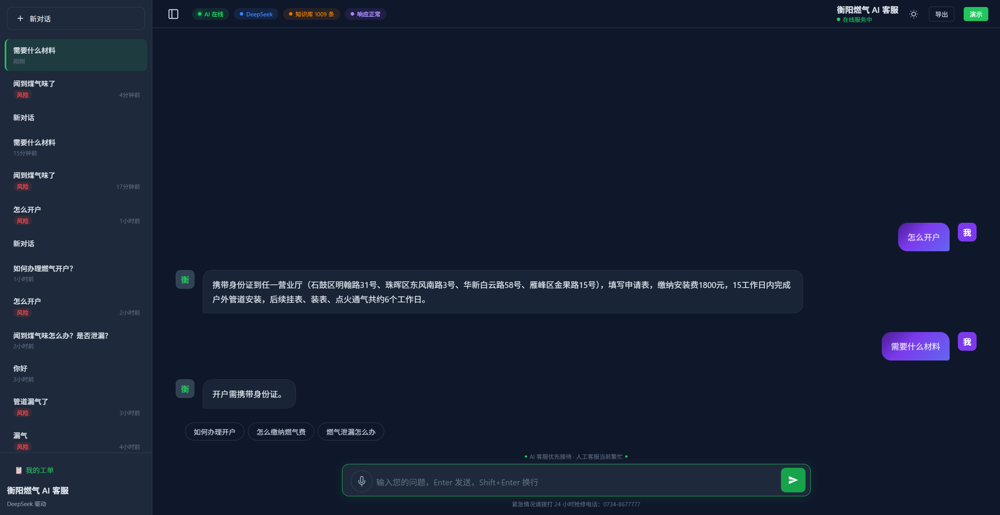 新对话
需要什么材料
刚刚
闻到煤气味了
风险 4分钟前
新对话
需要什么材料
15分钟前
闻到煤气味了
风险 17分钟前
怎么开户
风险 1小时前
新对话
如何办理燃气开户？
1小时前
怎么开户
风险 2小时前
闻到煤气味怎么办？是否泄漏？
2小时前
你好
3小时前
管道漏气了
风险 3小时前
漏气
风险 4小时前
我的工单
衡阳燃气 AI 客服
DeepSeek 驱动
AI 在线 DeepSeek 知识库 1009 条 响应正常
衡阳燃气 AI 客服
在线服务中
导出 演示
怎么开户 我
衡
携带身份证到任一营业厅（石鼓区明翰路31号、珠晖区东风南路3号、华新白云路58号、雁峰区金果路15号），填写申请表，缴纳安装费1800元，15工作日内完成
户外管道安装，后续挂表、装表、点火通气共约6个工作日。
需要什么材料 我
衡 开户需携带身份证。
如何办理开户 怎么缴纳燃气费 燃气泄漏怎么办
AI 客服优先接待 · 人工客服当前繁忙
输入您的问题，Enter 发送，Shift+Enter 换行
紧急情况请拨打 24 小时抢修电话：0734-8677777